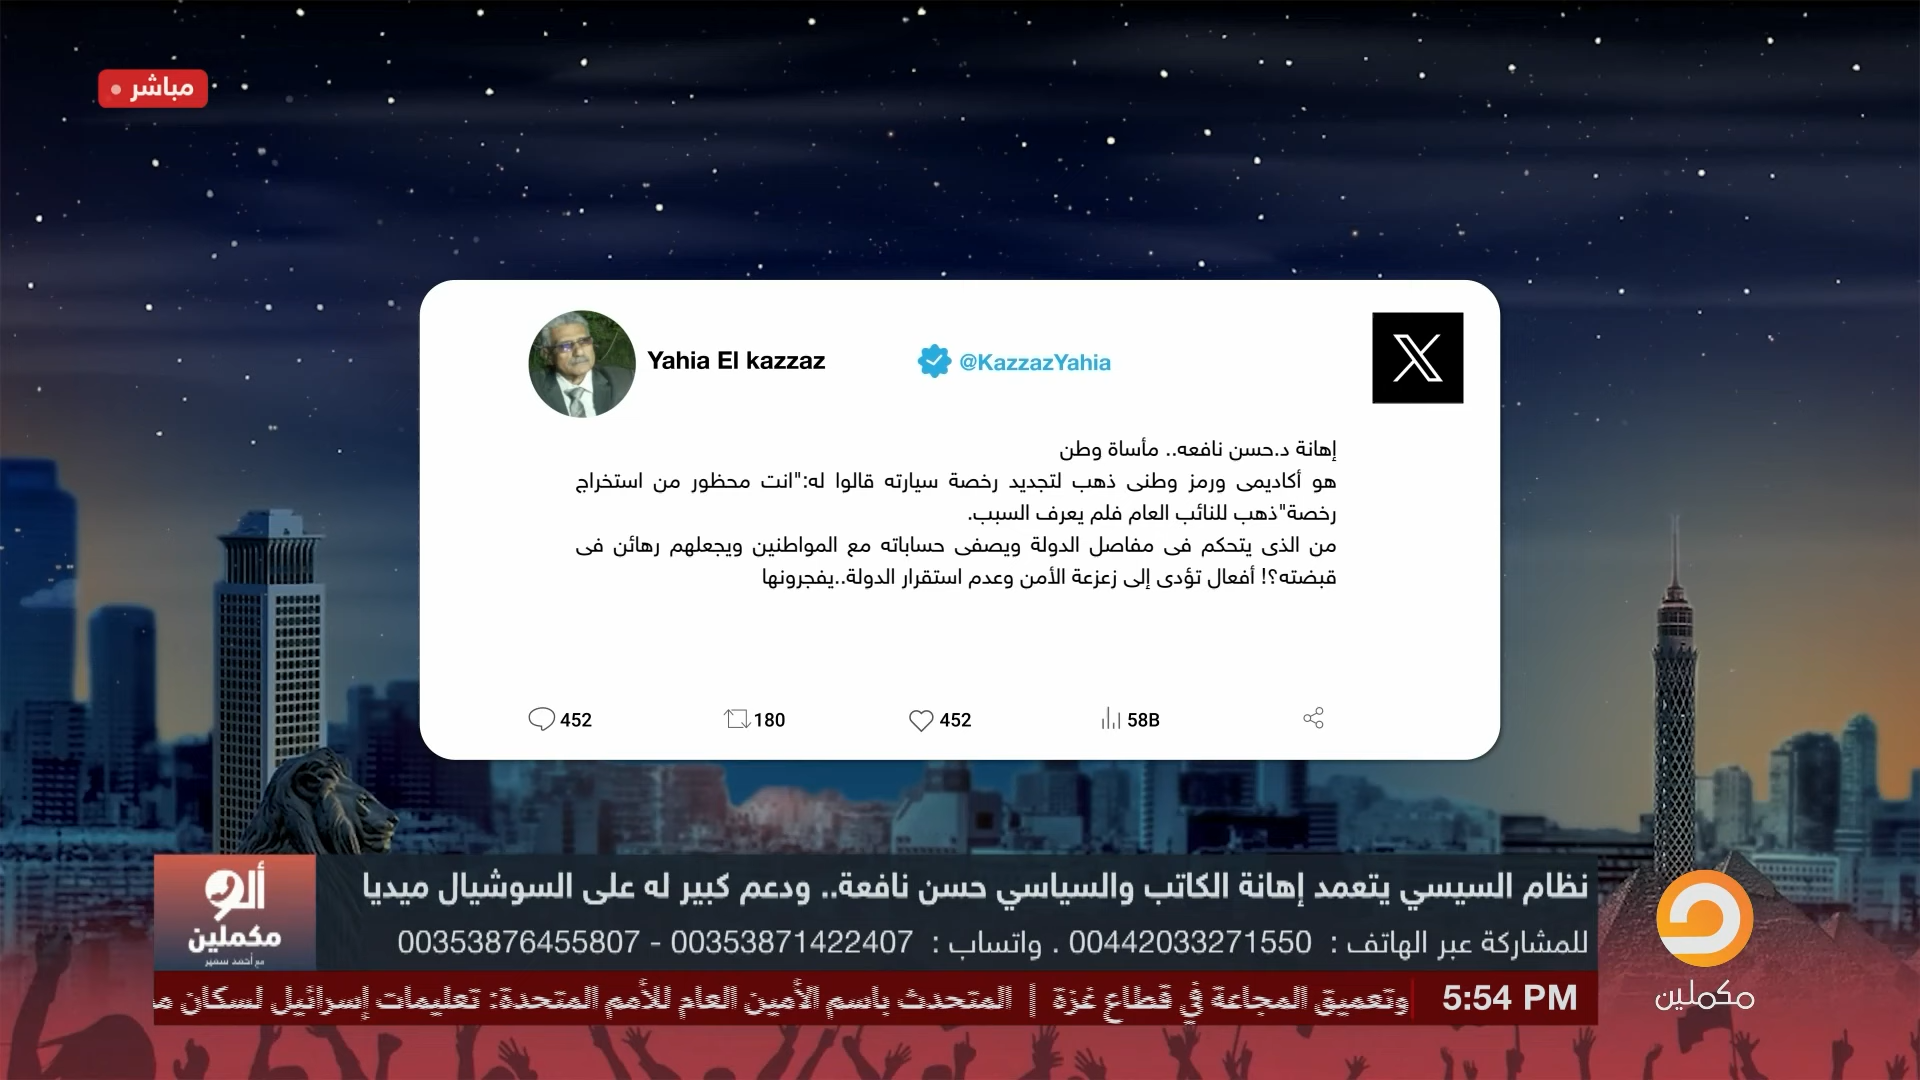 مباشر
Yahia El kazzaz
@KazzazYahia
X
إهانة د.حسن نافعه.. مأساة وطن
هو أكاديمى ورمز وطنى ذهب لتجديد رخصة سيارته قالوا له:"انت محظور من استخراج
رخصة"ذهب للنائب العام فلم يعرف السبب.
من الذى يتحكم فى مفاصل الدولة ويصفى حساباته مع المواطنين ويجعلهم رهائن فى
قبضته؟! أفعال تؤدى إلى زعزعة الأمن وعدم استقرار الدولة..يفجرونها
452
180
452
58B
ألو
مكملين
مع أحمد سمير
نظام السيسي يتعمد إهانة الكاتب والسياسي حسن نافعة.. ودعم كبير له على السوشيال ميديا
للمشاركة عبر الهاتف : 00442033271550 . واتساب : 00353871422407 - 00353876455807
5:54 PM
وتعميق المجاعة في قطاع غزة | المتحدث باسم الأمين العام للأمم المتحدة: تعليمات إسرائيل لسكان
مكملين